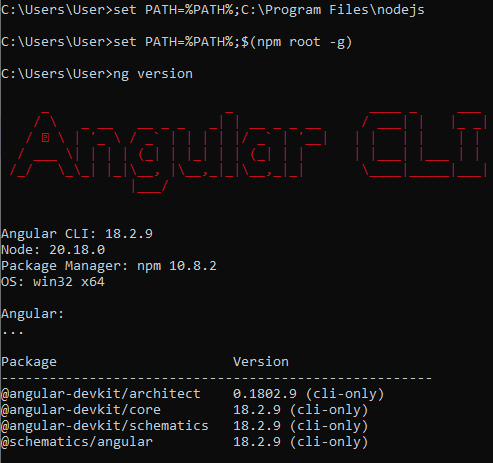 C:\Users\User>set PATH=%PATH%;C:\Program Files\nodejs
C:\Users\User>set PATH=%PATH%;$(npm root -g)
C:\Users\User>ng version
Angular CLI
Angular CLI: 18.2.9
Node: 20.18.0
Package Manager: npm 10.8.2
OS: win32 x64
Angular:
...
Package                      Version
------------------------------------------------------
@angular-devkit/architect    0.1802.9 (cli-only)
@angular-devkit/core         18.2.9 (cli-only)
@angular-devkit/schematics   18.2.9 (cli-only)
@schematics/angular          18.2.9 (cli-only)